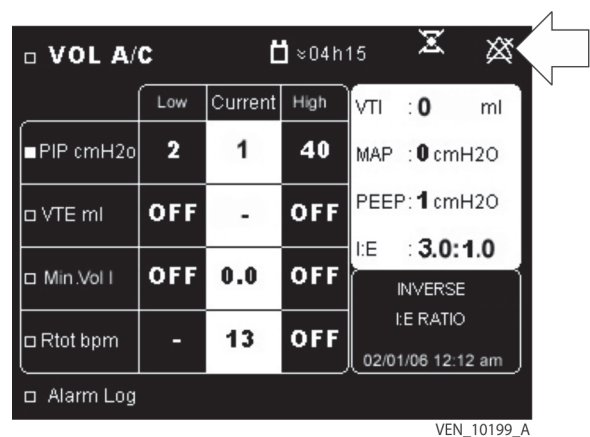 VOL A/C ≈04h15
Low Current High
PIP cmH2o 2 1 40
VTE ml OFF - OFF
Min.Vol l OFF 0.0 OFF
Rtot bpm - 13 OFF
Alarm Log
VTI : 0 ml
MAP : 0 cmH2O
PEEP: 1 cmH2O
I:E : 3.0:1.0
INVERSE
I:E RATIO
02/01/06 12:12 am
VEN_10199_A